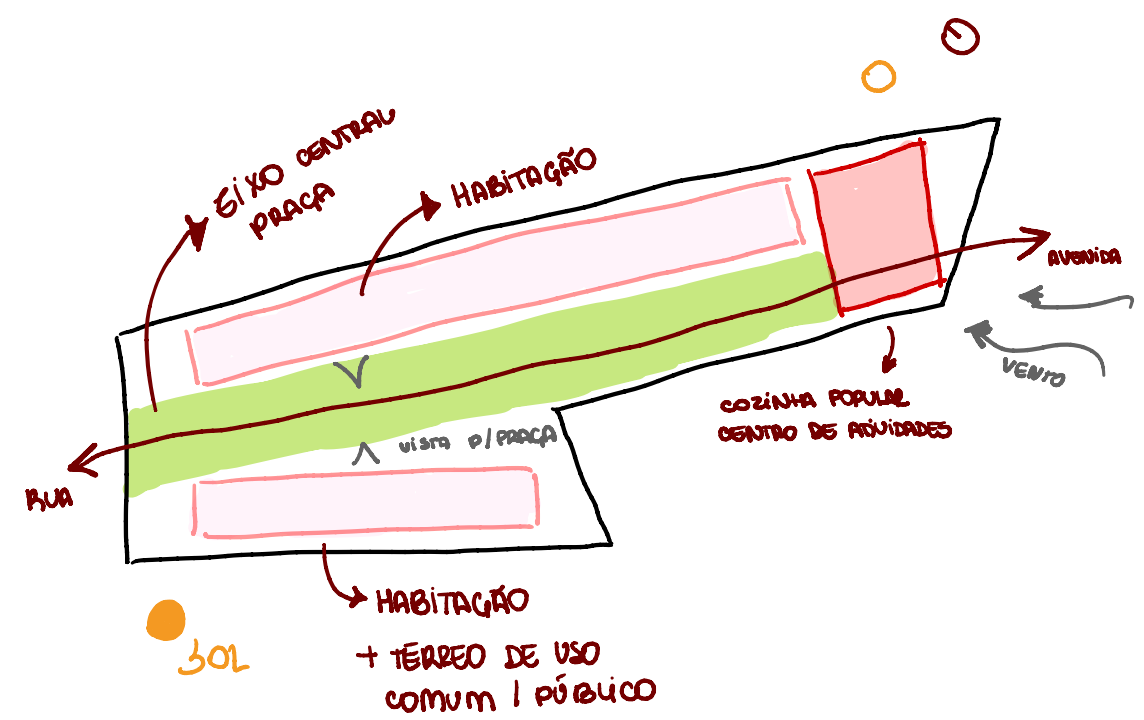 EIXO CENTRAL
PRAÇA
HABITAÇÃO
AVENIDA
VENTO
COZINHA POPULAR
CENTRO DE ATIVIDADES
VISTA P/ PRAÇA
RUA
HABITAÇÃO
+ TERREO DE USO
COMUM / PÚBLICO
SOL